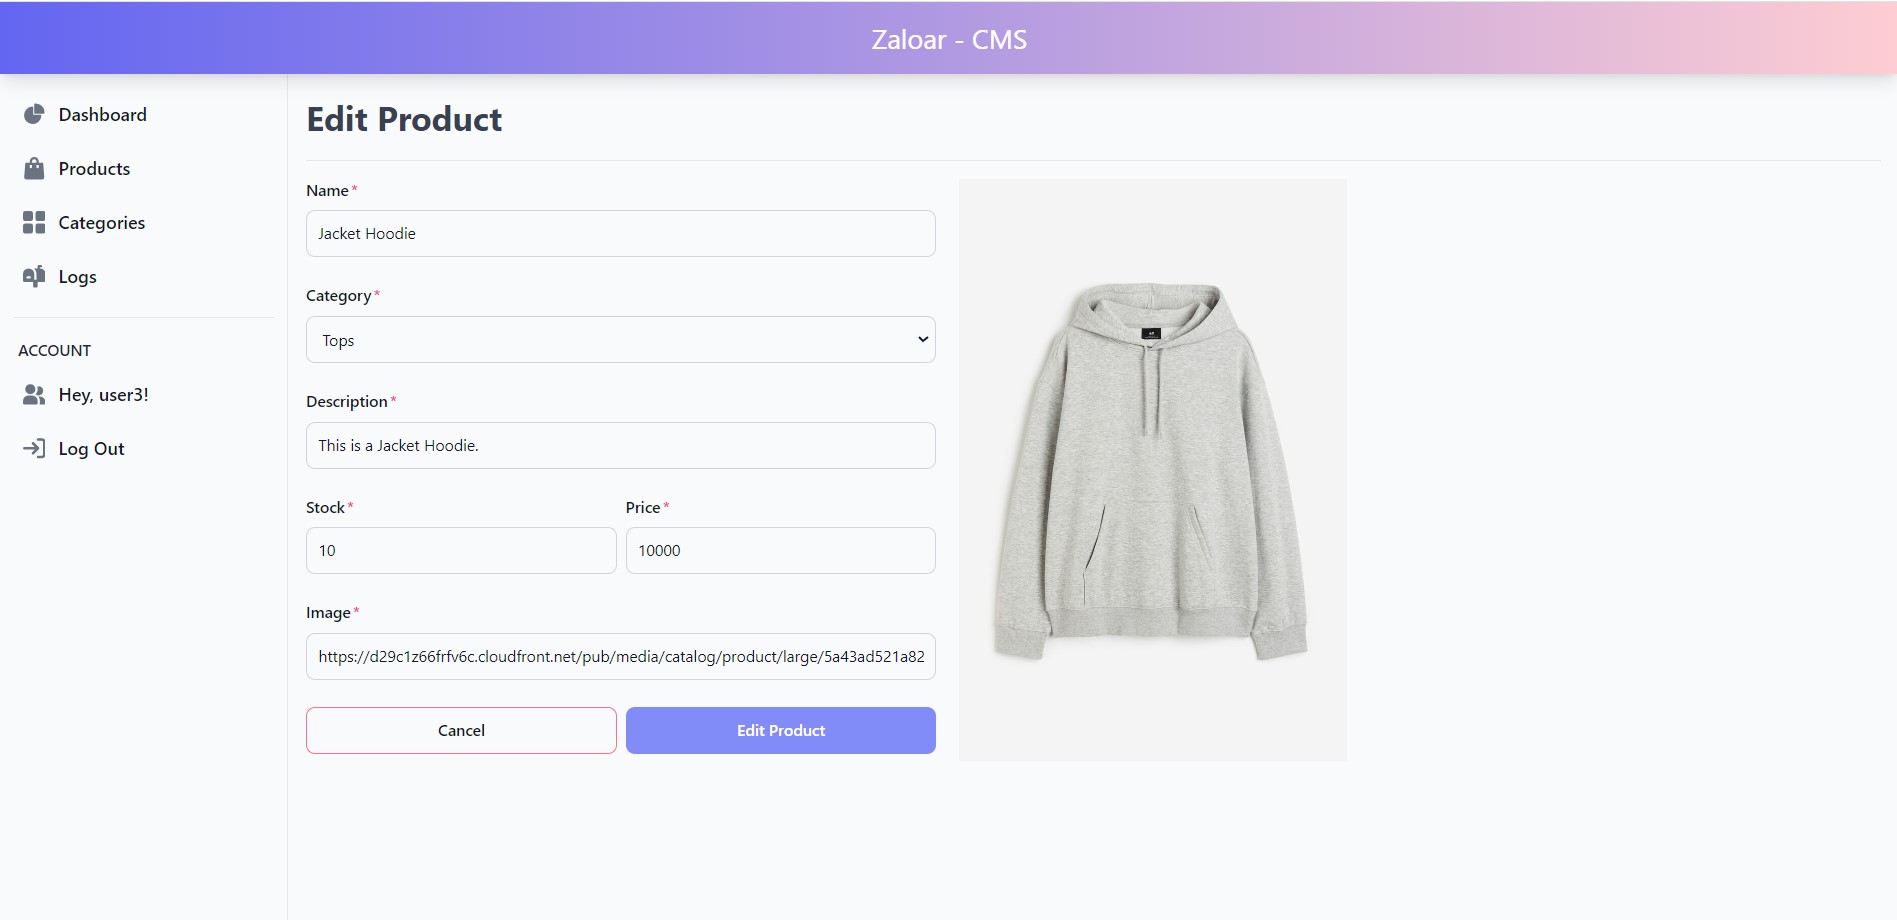 Zaloar - CMS
Dashboard
Products
Categories
Logs
ACCOUNT
Hey, user3!
Log Out
Edit Product
Name*
Jacket Hoodie
Category*
Tops
Description*
This is a Jacket Hoodie.
Stock* Price*
10 10000
Image*
https://d29c1z66frfv6c.cloudfront.net/pub/media/catalog/product/large/5a43ad521a82
Cancel Edit Product